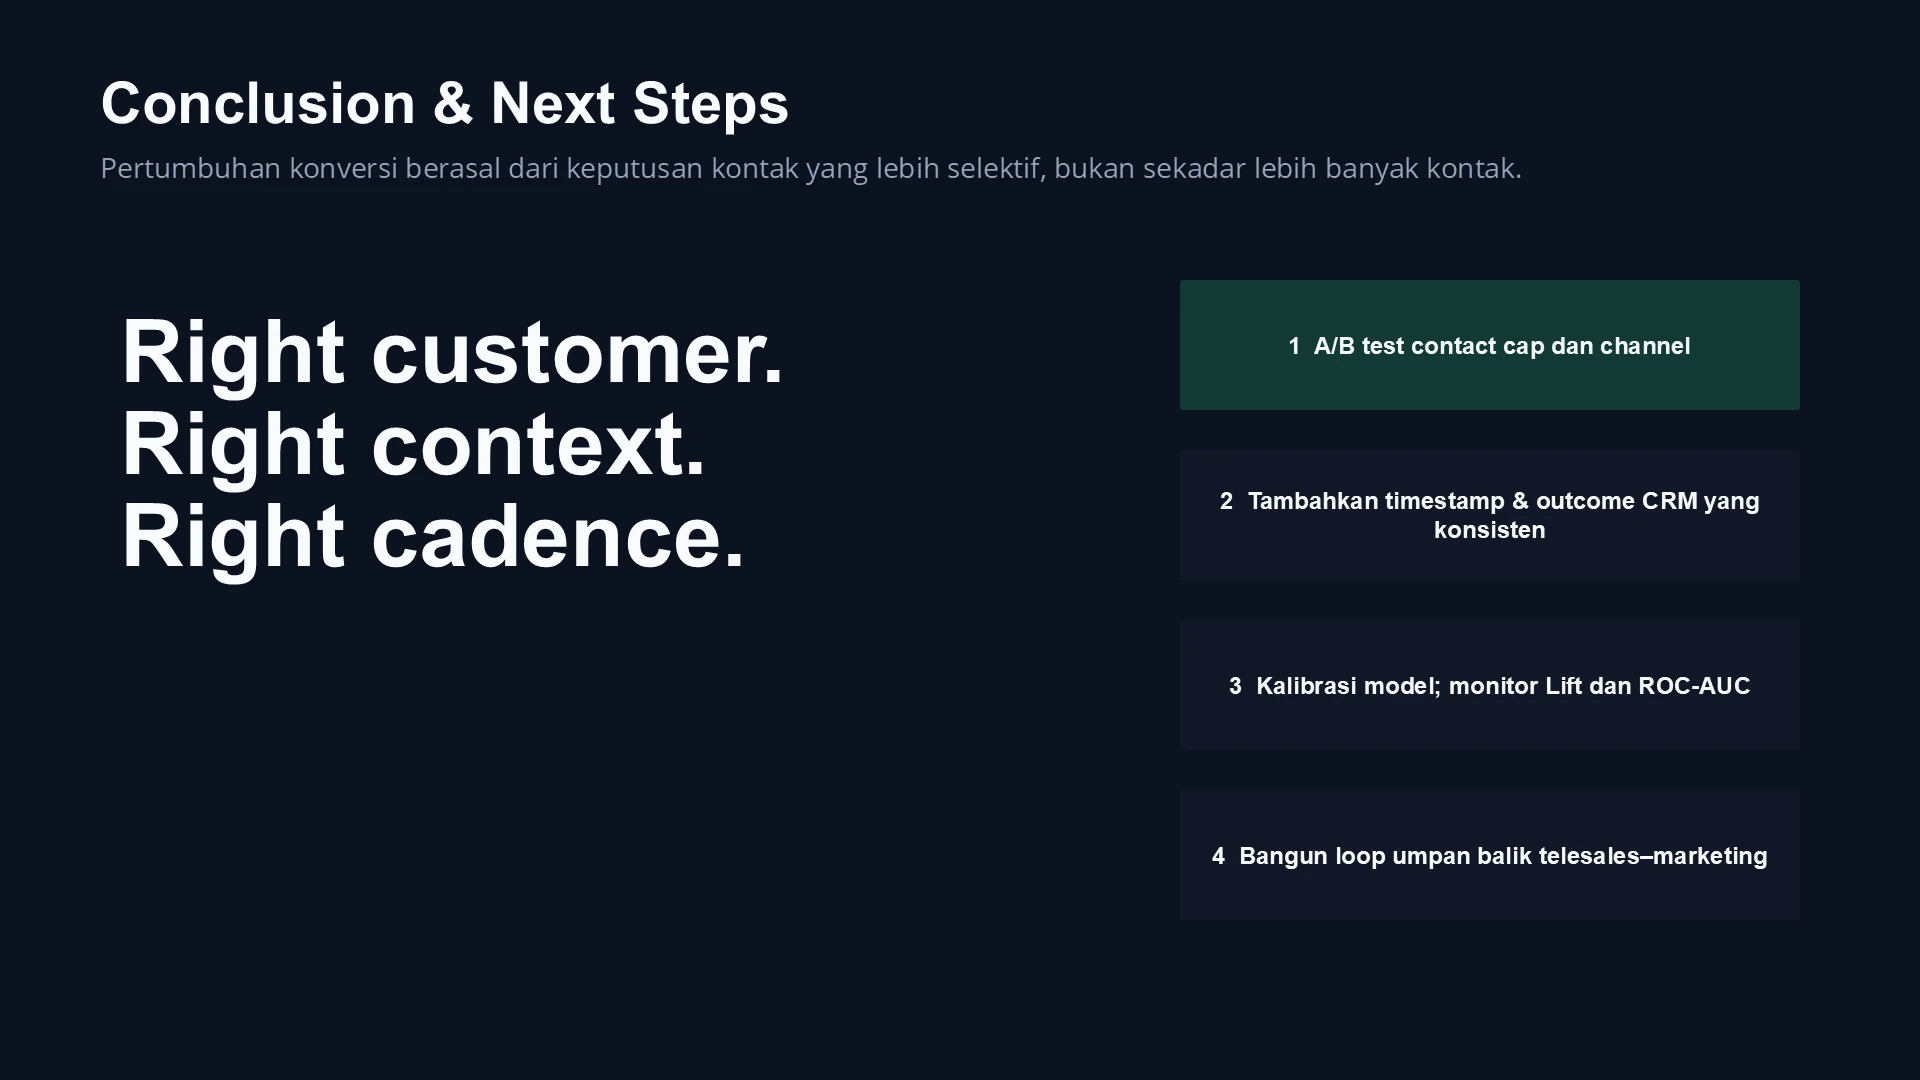 Conclusion & Next Steps
Pertumbuhan konversi berasal dari keputusan kontak yang lebih selektif, bukan sekadar lebih banyak kontak.
Right customer.
Right context.
Right cadence.
1  A/B test contact cap dan channel
2  Tambahkan timestamp & outcome CRM yang
konsisten
3  Kalibrasi model; monitor Lift dan ROC-AUC
4  Bangun loop umpan balik telesales–marketing